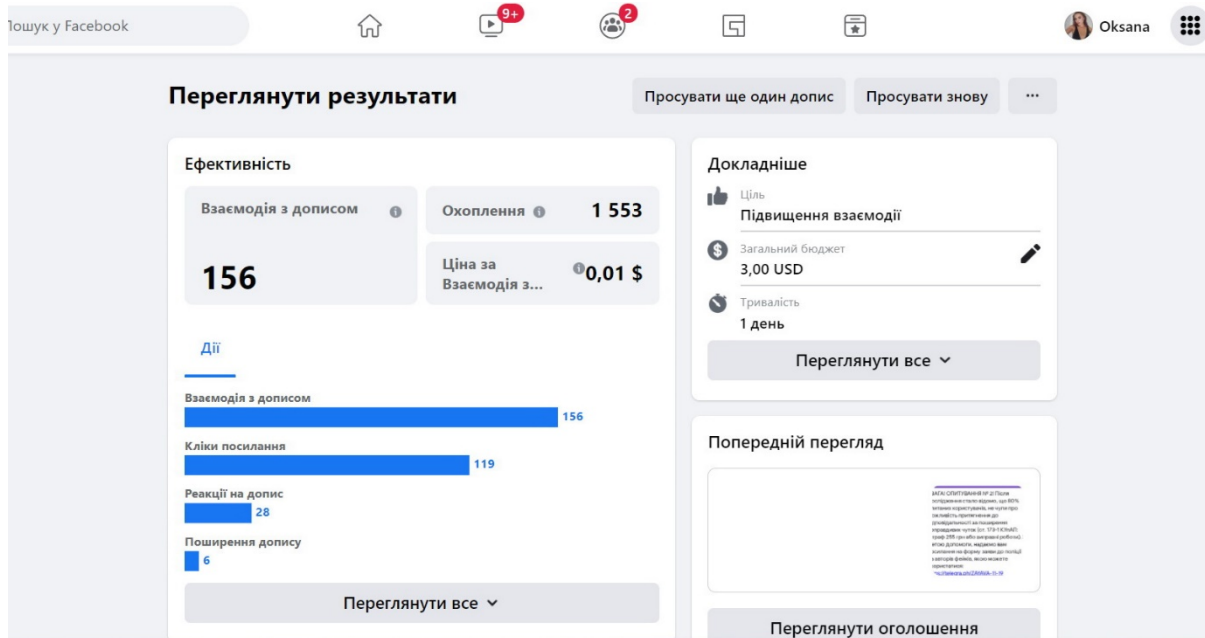 9+
2
Пошук у Facebook
Oksana
Переглянути результати
Просувати ще один допис
Просувати знову
Ефективність
Взаємодія з дописом
156
Охоплення
1 553
Ціна за
Взаємодія з...
0,01 $
Дії
Взаємодія з дописом
156
Кліки посилання
119
Реакції на допис
28
Поширення допису
6
Переглянути все
Докладніше
Ціль
Підвищення взаємодії
Загальний бюджет
3,00 USD
Тривалість
1 день
Переглянути все
Попередній перегляд
Переглянути оголошення